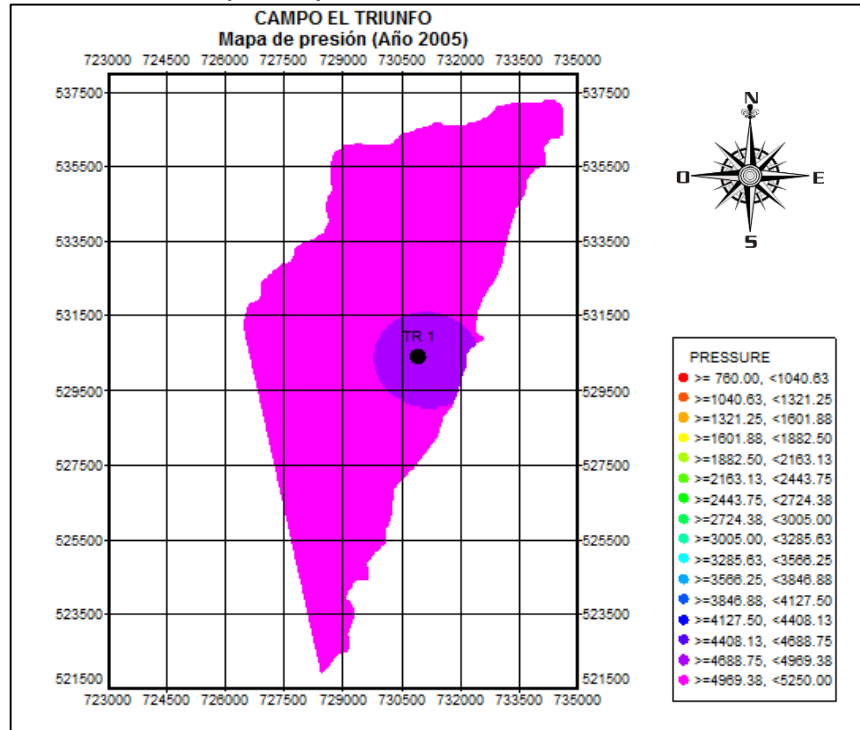 CAMPO EL TRIUNFO
Mapa de presión (Año 2005)
723000 724500 726000 727500 729000 730500 732000 733500 735000
537500 537500
N
535500 535500
O E
533500 533500
S
531500 531500
TR 1
529500 529500
527500 527500
525500 525500
523500 523500
521500 521500
723000 724500 726000 727500 729000 730500 732000 733500 735000
PRESSURE
>= 760.00, <1040.63
>=1040.63, <1321.25
>=1321.25, <1601.88
>=1601.88, <1882.50
>=1882.50, <2163.13
>=2163.13, <2443.75
>=2443.75, <2724.38
>=2724.38, <3005.00
>=3005.00, <3285.63
>=3285.63, <3566.25
>=3566.25, <3846.88
>=3846.88, <4127.50
>=4127.50, <4408.13
>=4408.13, <4688.75
>=4688.75, <4969.38
>=4969.38, <5250.00